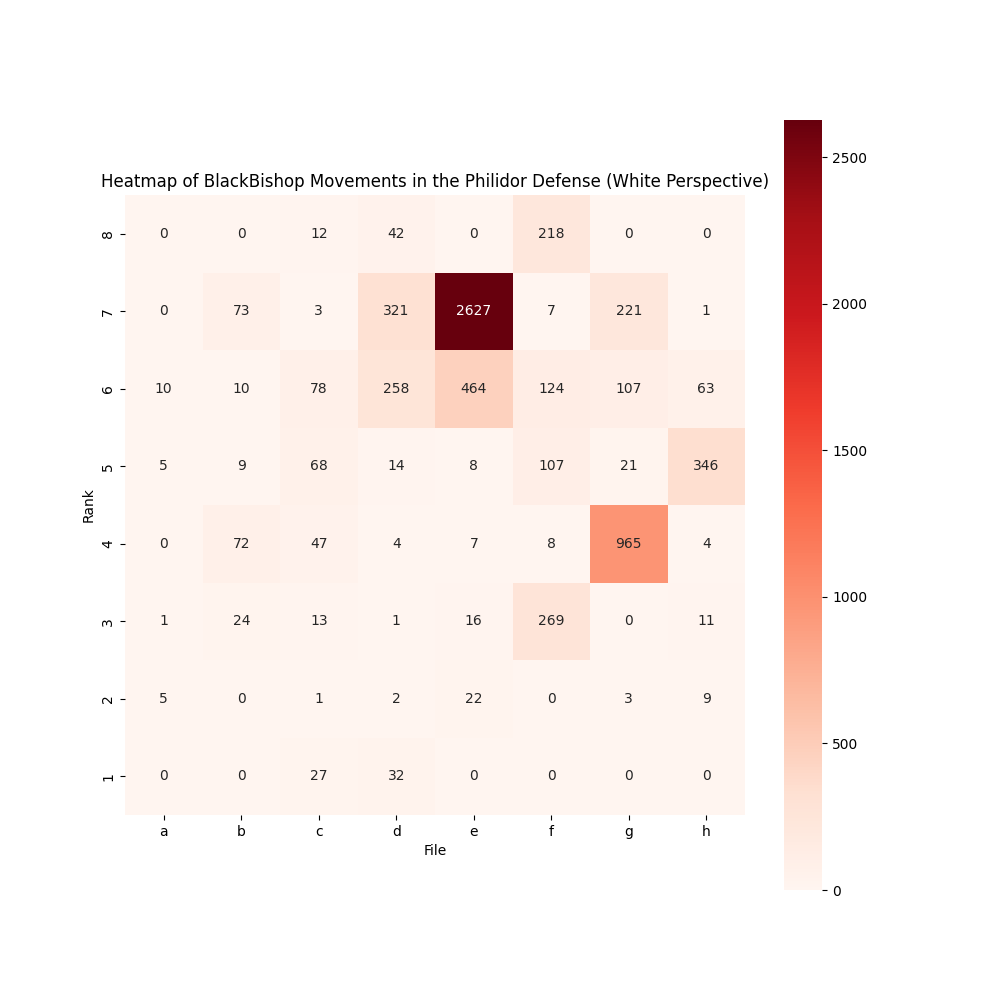 Heatmap of BlackBishop Movements in the Philidor Defense (White Perspective)
8 0 0 12 42 0 218 0 0
7 0 73 3 321 2627 7 221 1
6 10 10 78 258 464 124 107 63
5 5 9 68 14 8 107 21 346
4 0 72 47 4 7 8 965 4
3 1 24 13 1 16 269 0 11
2 5 0 1 2 22 0 3 9
1 0 0 27 32 0 0 0 0
a b c d e f g h
File
Rank
2500
2000
1500
1000
500
0